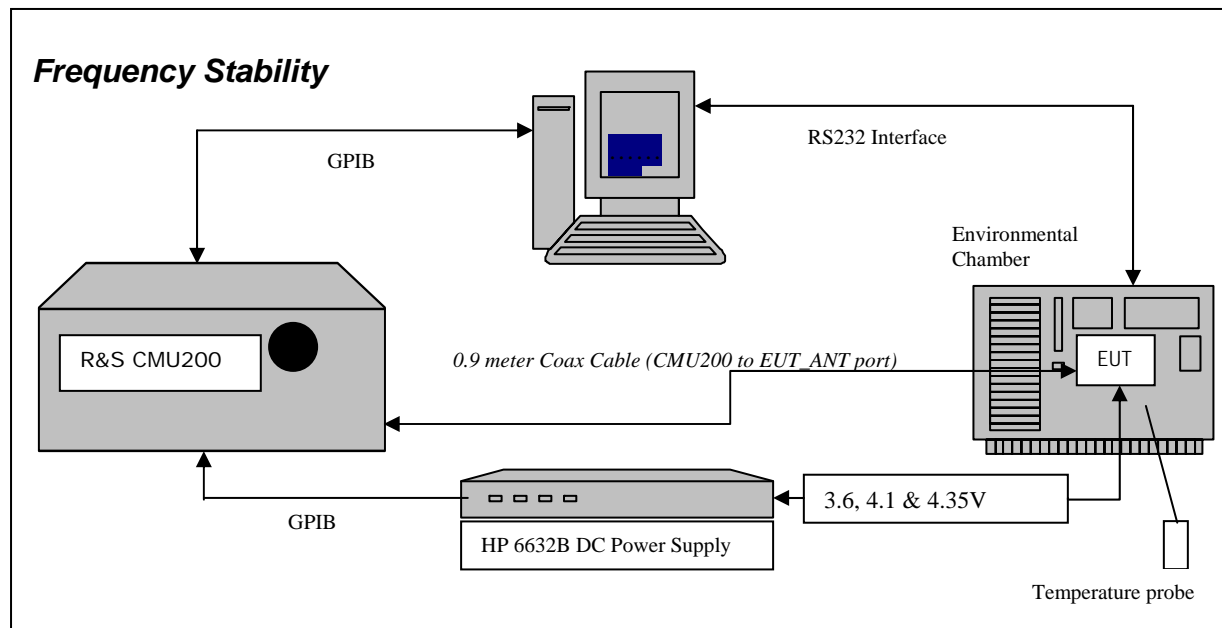 Frequency Stability
GPIB
RS232 Interface
Environmental
Chamber
R&S CMU200
0.9 meter Coax Cable (CMU200 to EUT_ANT port)
EUT
GPIB
3.6, 4.1 & 4.35V
HP 6632B DC Power Supply
Temperature probe